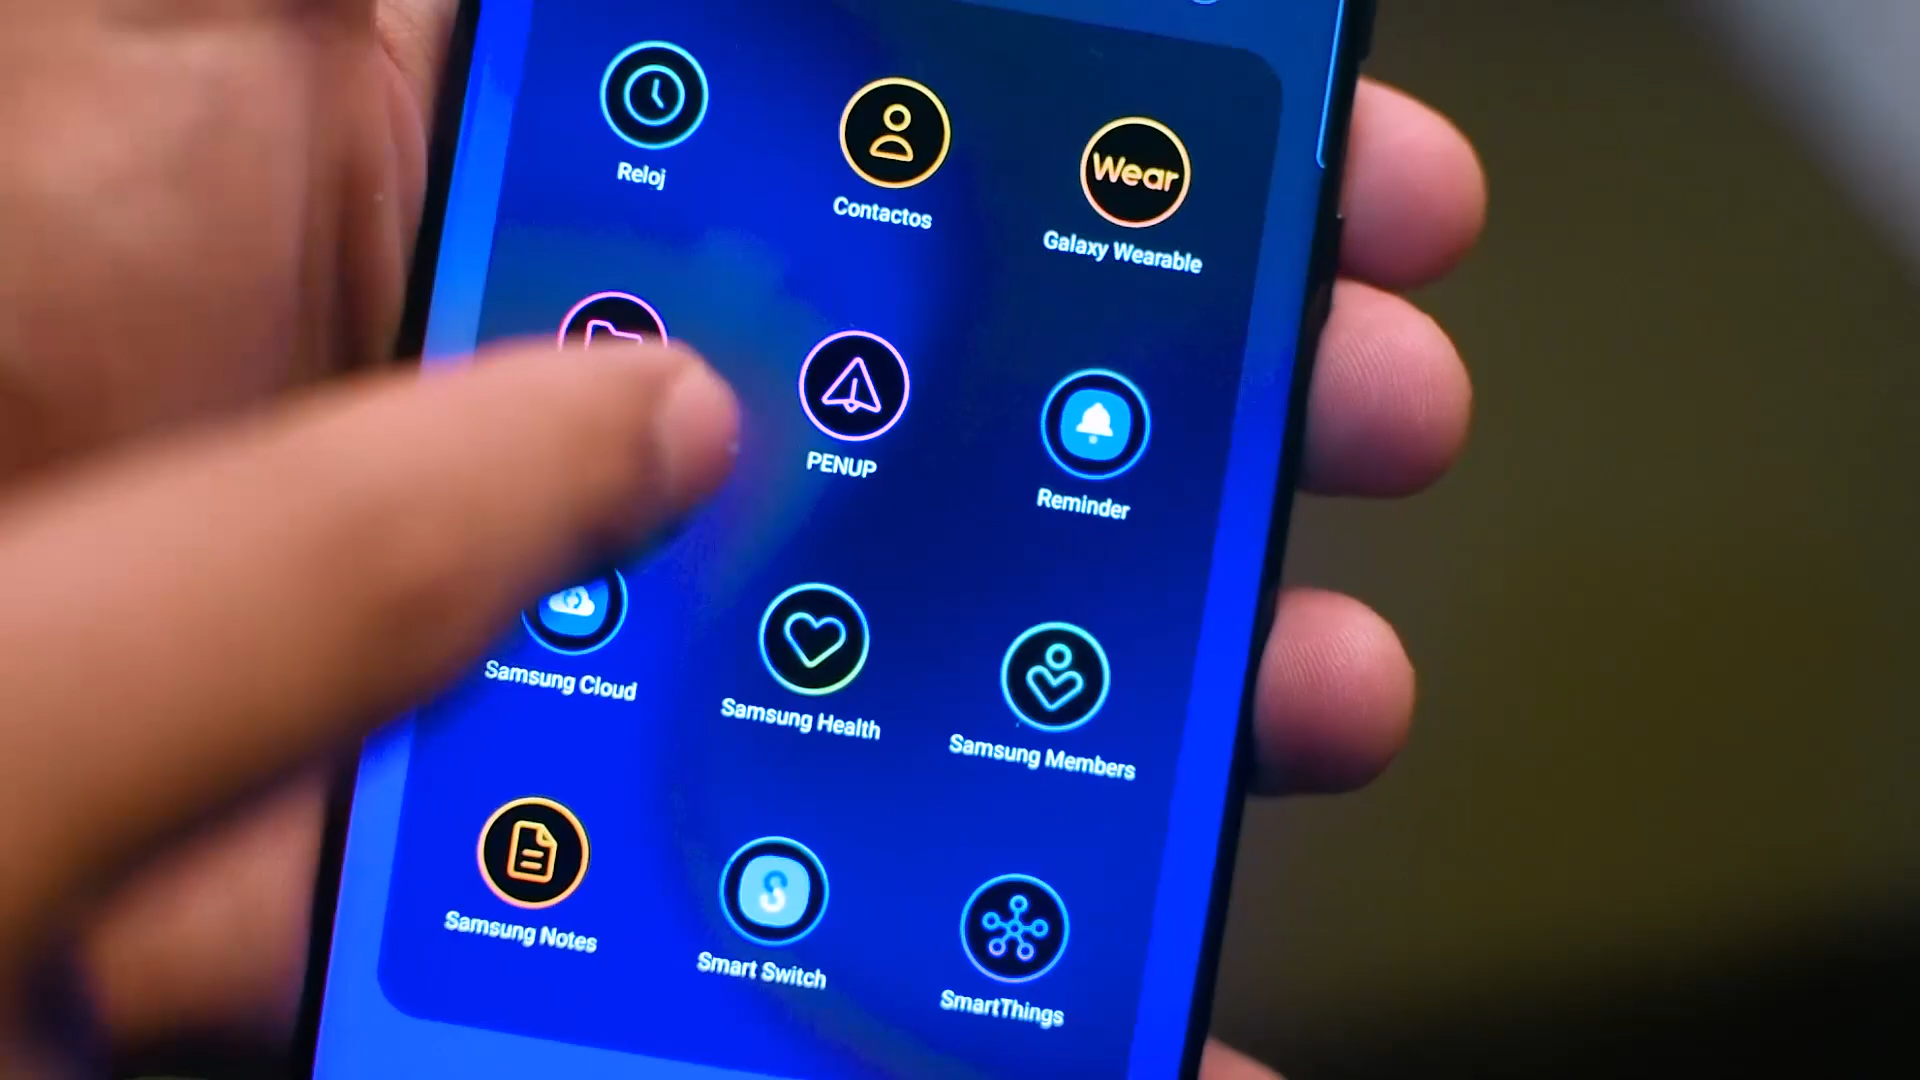 Reloj
Contactos
Wear
Galaxy Wearable
PENUP
Reminder
Samsung Cloud
Samsung Health
Samsung Members
Samsung Notes
S
Smart Switch
SmartThings